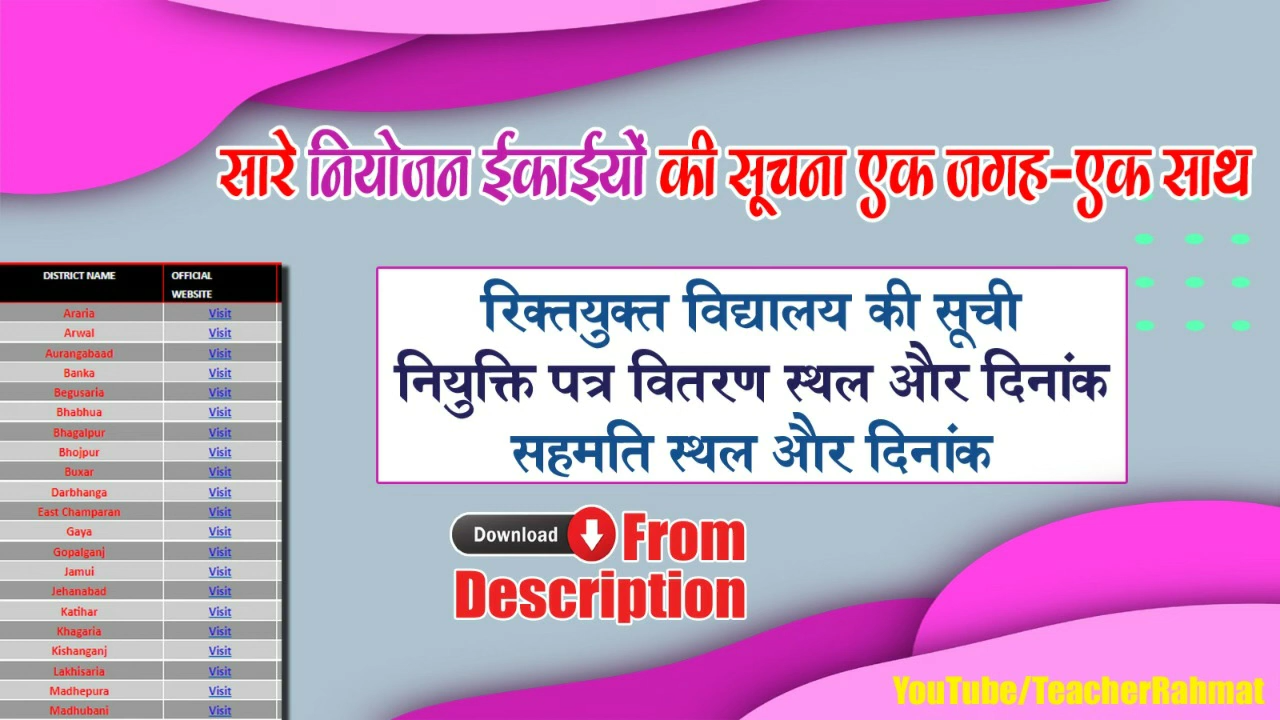 सारे नियोजन ईकाईयों की सूचना एक जगह-एक साथ
DISTRICT NAME OFFICIAL WEBSITE
Araria Visit
Arwal Visit
Aurangabaad Visit
Banka Visit
Begusaria Visit
Bhabhua Visit
Bhagalpur Visit
Bhojpur Visit
Buxar Visit
Darbhanga Visit
East Champaran Visit
Gaya Visit
Gopalganj Visit
Jamui Visit
Jehanabad Visit
Katihar Visit
Khagaria Visit
Kishanganj Visit
Lakhisaria Visit
Madhepura Visit
Madhubani Visit
रिक्तयुक्त विद्यालय की सूची
नियुक्ति पत्र वितरण स्थल और दिनांक
सहमति स्थल और दिनांक
Download From
Description
YouTube/TeacherRahmat